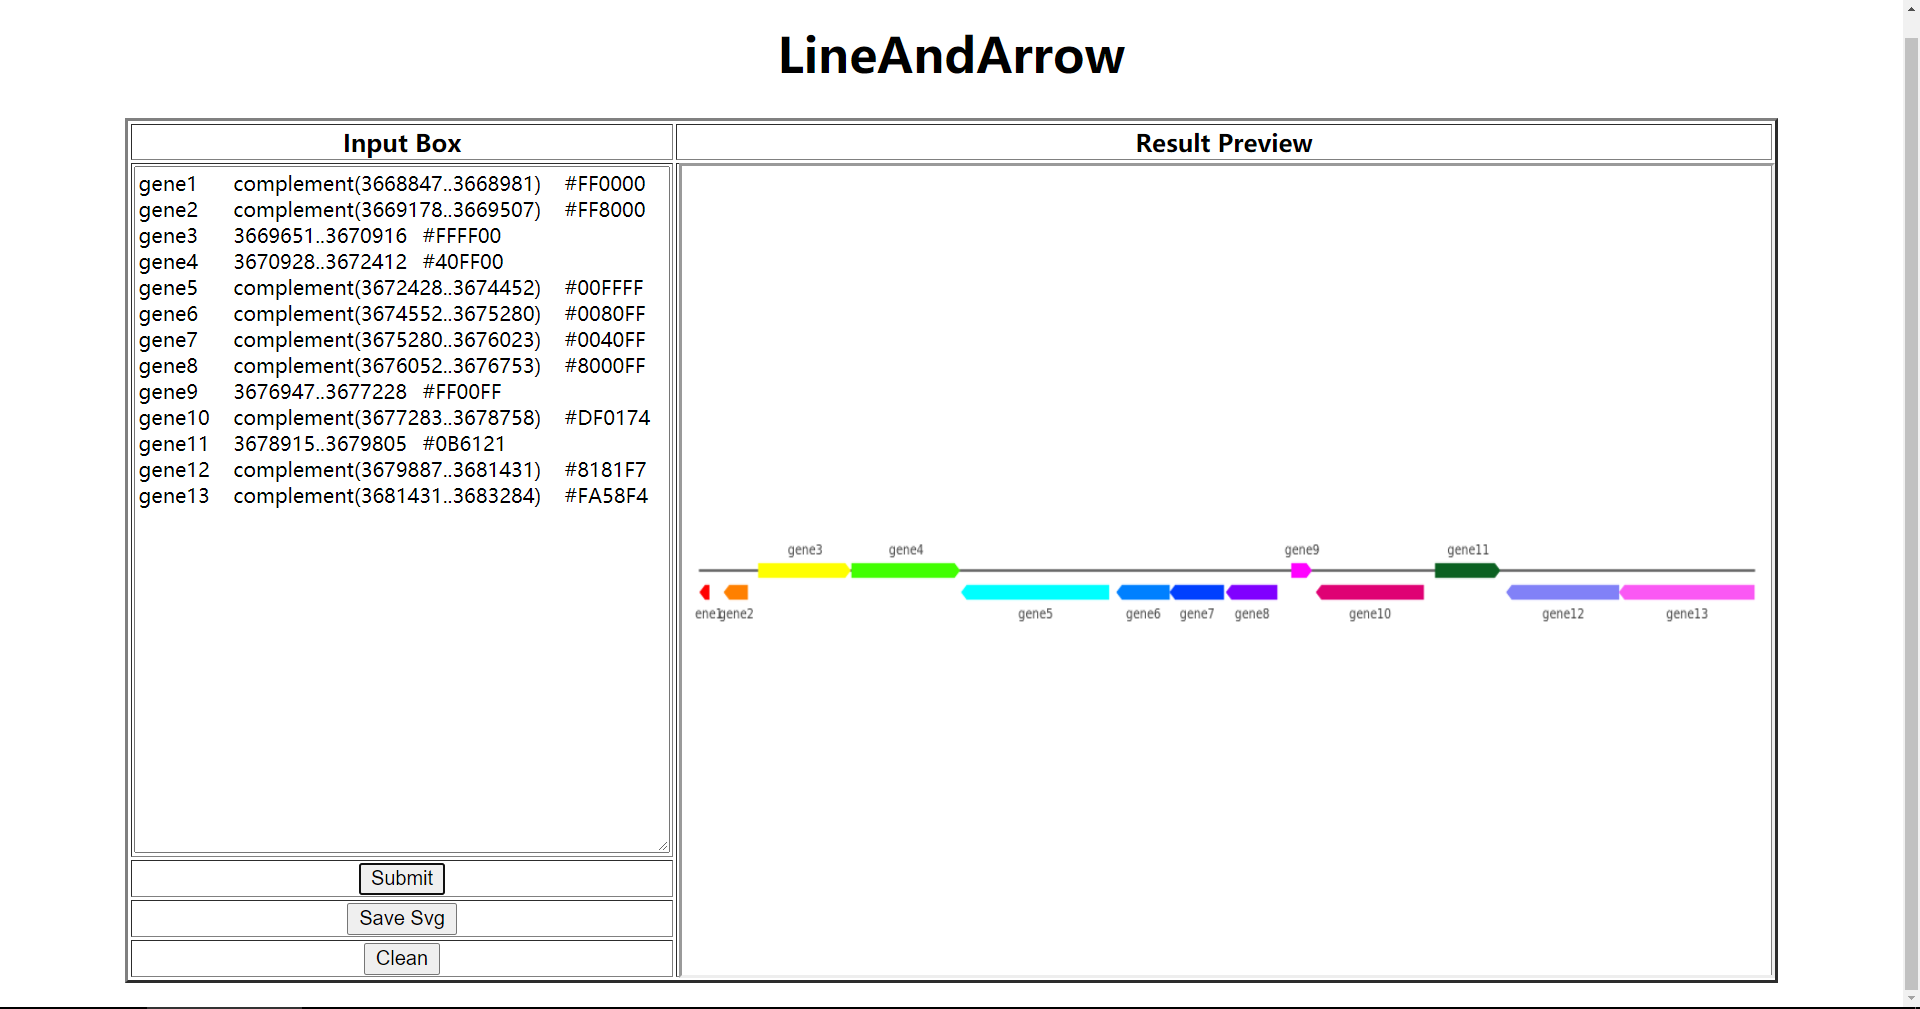 LineAndArrow
Input Box
Result Preview
gene1 complement(3668847..3668981) #FF0000
gene2 complement(3669178..3669507) #FF8000
gene3 3669651..3670916 #FFFF00
gene4 3670928..3672412 #40FF00
gene5 complement(3672428..3674452) #00FFFF
gene6 complement(3674552..3675280) #0080FF
gene7 complement(3675280..3676023) #0040FF
gene8 complement(3676052..3676753) #8000FF
gene9 3676947..3677228 #FF00FF
gene10 complement(3677283..3678758) #DF0174
gene11 3678915..3679805 #0B6121
gene12 complement(3679887..3681431) #8181F7
gene13 complement(3681431..3683284) #FA58F4
gene3 gene4 gene9 gene11
ene1 gene2 gene5 gene6 gene7 gene8 gene10 gene12 gene13
Submit
Save Svg
Clean